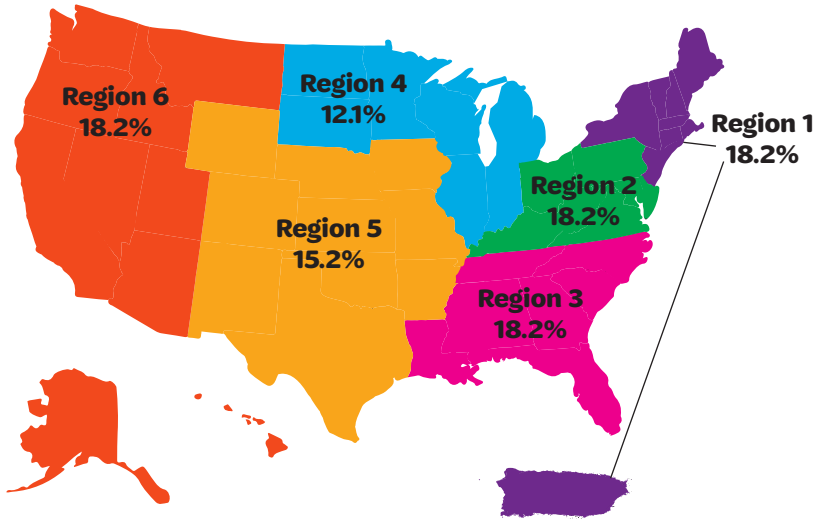 Region 6
18.2%
Region 4
12.1%
Region 1
18.2%
Region 2
18.2%
Region 5
15.2%
Region 3
18.2%